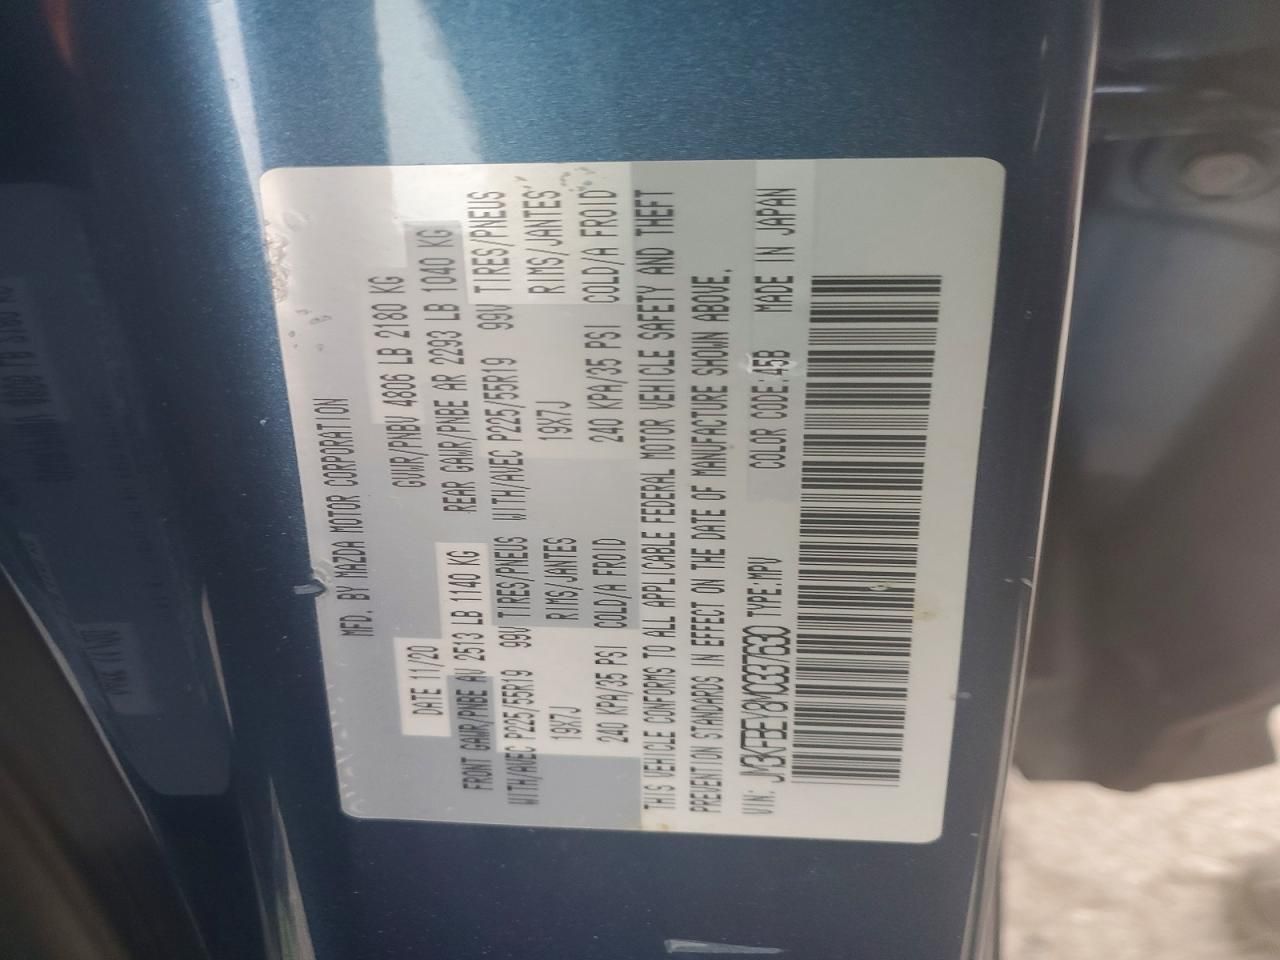 MFD. BY MAZDA MOTOR CORPORATION
DATE 11/20 GVWR/PNBV 4806 LB 2180 KG
FRONT GAWR/PNBE AV 2513 LB 1140 KG REAR GAWR/PNBE AR 2293 LB 1040 KG
WITH/AVEC P225/55R19 99V TIRES/PNEUS WITH/AVEC P225/55R19 99V TIRES/PNEUS
19X7J RIMS/JANTES 19X7J RIMS/JANTES
240 KPA/35 PSI COLD/A FROID 240 KPA/35 PSI COLD/A FROID
THIS VEHICLE CONFORMS TO ALL APPLICABLE FEDERAL MOTOR VEHICLE SAFETY AND THEFT
PREVENTION STANDARDS IN EFFECT ON THE DATE OF MANUFACTURE SHOWN ABOVE.
VIN: JM3KFBEY8M0337630 TYPE:MPV COLOR CODE:45B MADE IN JAPAN